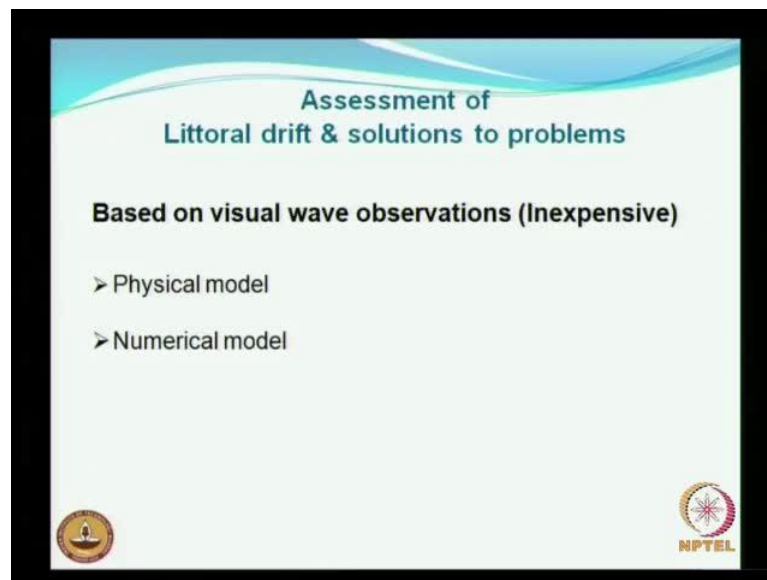 Assessment of
Littoral drift & solutions to problems
Based on visual wave observations (Inexpensive)
➢ Physical model
➢ Numerical model
NPTEL